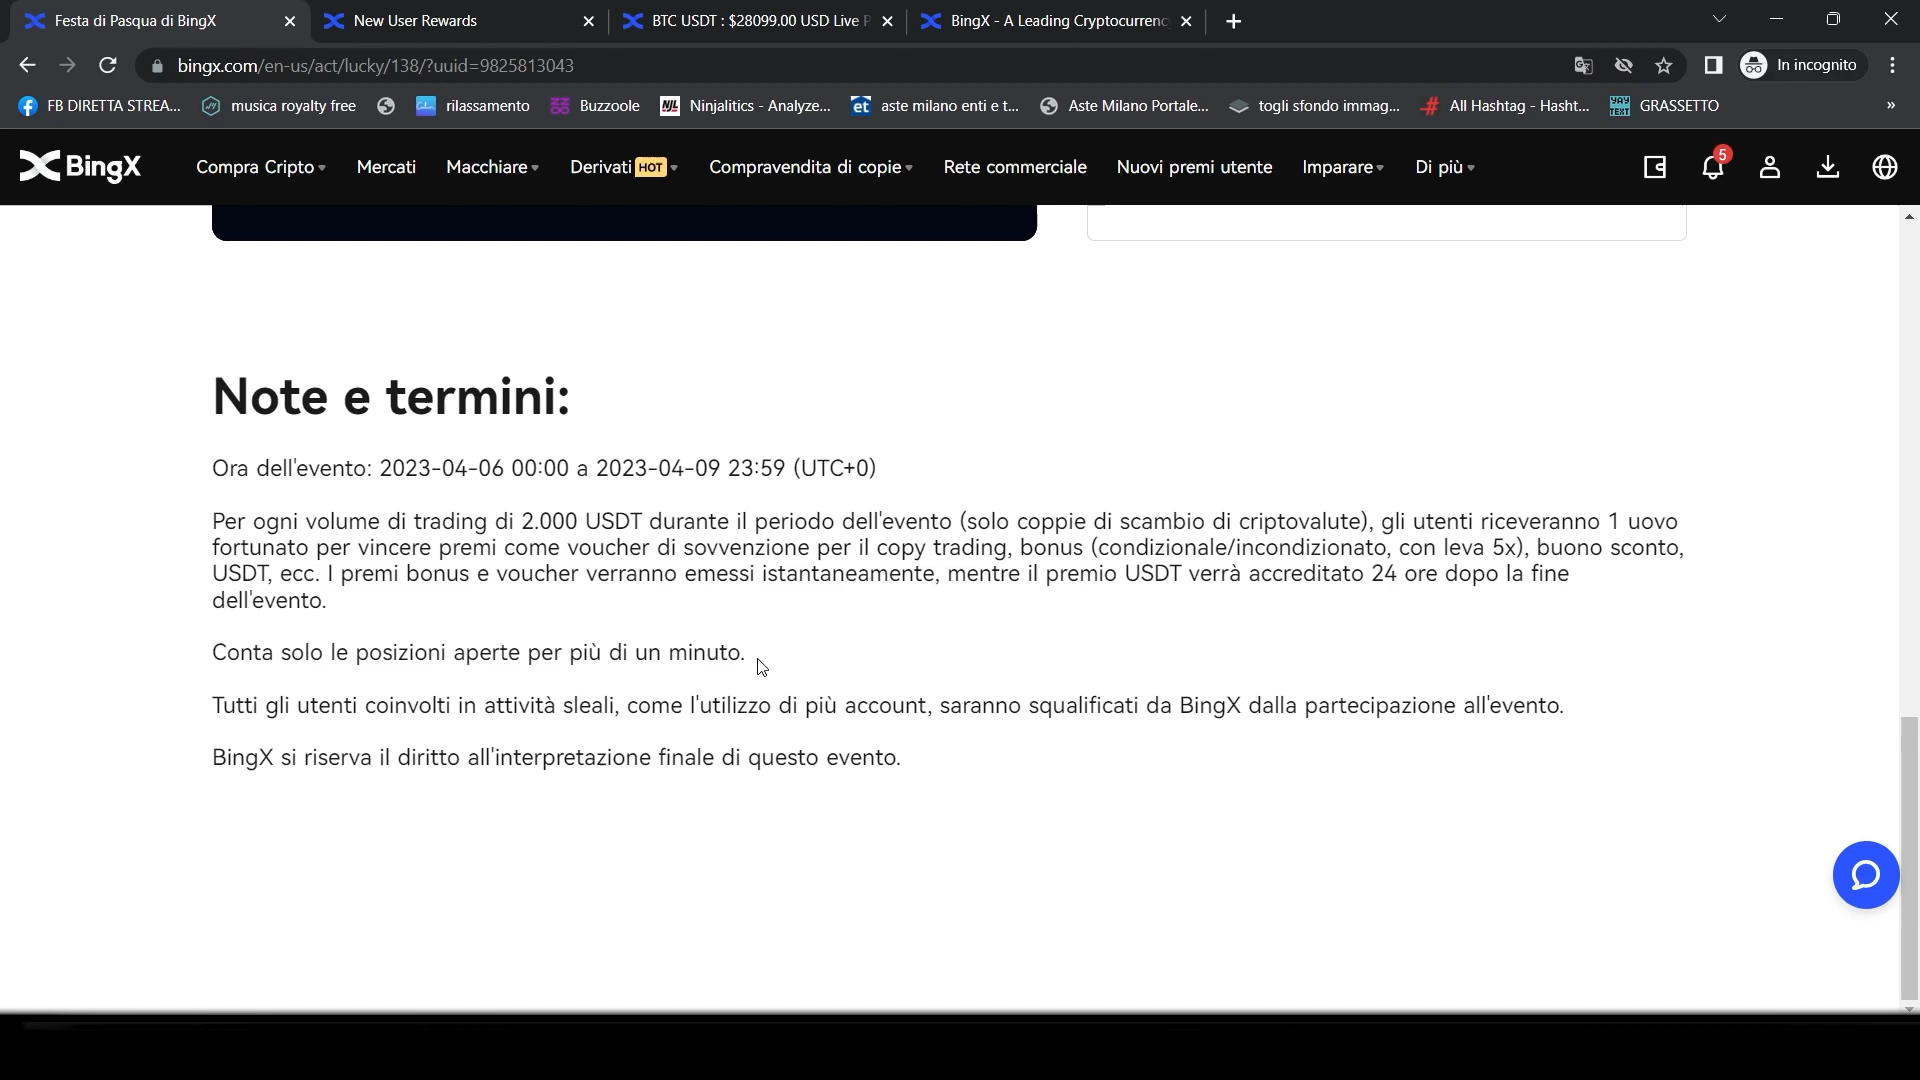 Festa di Pasqua di BingX
New User Rewards
BTC USDT : $28099.00 USD Live P
BingX - A Leading Cryptocurrenc
bingx.com/en-us/act/lucky/138/?uuid=9825813043
In incognito
FB DIRETTA STREA...
musica royalty free
rilassamento
Buzzoole
NJL Ninjalitics - Analyze...
et aste milano enti e t...
Aste Milano Portale...
togli sfondo immag...
# All Hashtag - Hasht...
YAY TEXT GRASSETTO
»
BingX
Compra Cripto
Mercati
Macchiare
Derivati HOT
Compravendita di copie
Rete commerciale
Nuovi premi utente
Imparare
Di più
5
Note e termini:
Ora dell'evento: 2023-04-06 00:00 a 2023-04-09 23:59 (UTC+0)
Per ogni volume di trading di 2.000 USDT durante il periodo dell'evento (solo coppie di scambio di criptovalute), gli utenti riceveranno 1 uovo
fortunato per vincere premi come voucher di sovvenzione per il copy trading, bonus (condizionale/incondizionato, con leva 5x), buono sconto,
USDT, ecc. I premi bonus e voucher verranno emessi istantaneamente, mentre il premio USDT verrà accreditato 24 ore dopo la fine
dell'evento.
Conta solo le posizioni aperte per più di un minuto.
Tutti gli utenti coinvolti in attività sleali, come l'utilizzo di più account, saranno squalificati da BingX dalla partecipazione all'evento.
BingX si riserva il diritto all'interpretazione finale di questo evento.